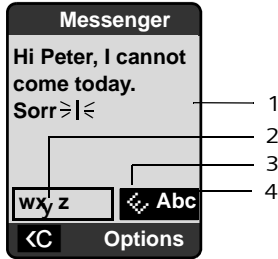 Messenger
Hi Peter, I cannot
come today.
Sorr
1
2
3
4
wxy z
Abc
<C
Options